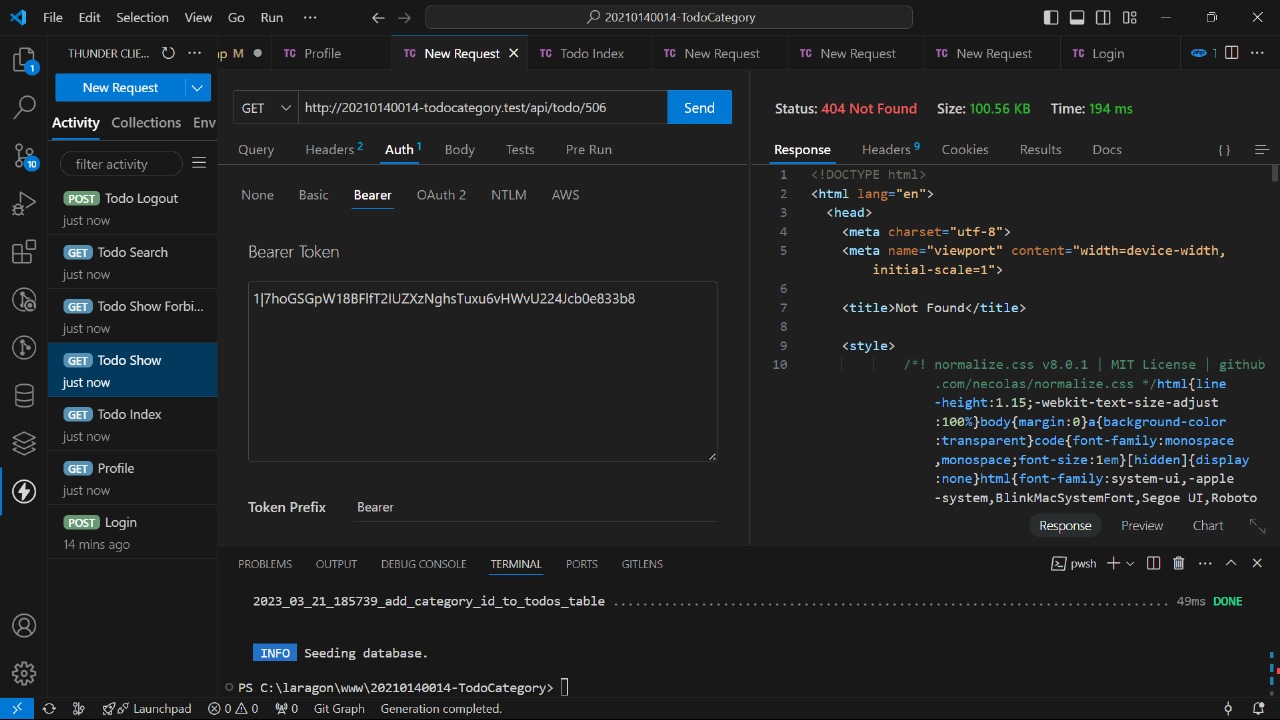 File Edit Selection View Go Run ···
20210140014-TodoCategory
THUNDER CLIE... ···
New Request
Activity Collections Env
filter activity
POST Todo Logout
just now
GET Todo Search
just now
GET Todo Show Forbi...
just now
GET Todo Show
just now
GET Todo Index
just now
GET Profile
just now
POST Login
14 mins ago
M TC Profile TC New Request TC Todo Index TC New Request TC New Request TC New Request TC Login
GET http://20210140014-todocategory.test/api/todo/506 Send
Query Headers 2 Auth 1 Body Tests Pre Run
None Basic Bearer OAuth 2 NTLM AWS
Bearer Token
1|7hoGSGpW18BFlfT2IUZXzNghsTuxu6vHWvU224Jcb0e833b8
Token Prefix Bearer
Status: 404 Not Found Size: 100.56 KB Time: 194 ms
Response Headers 9 Cookies Results Docs { }
1 <!DOCTYPE html>
2 <html lang="en">
3 <head>
4 <meta charset="utf-8">
5 <meta name="viewport" content="width=device-width,
initial-scale=1">
6
7 <title>Not Found</title>
8
9 <style>
10 /*! normalize.css v8.0.1 | MIT License | github
.com/necolas/normalize.css */html{line
-height:1.15;-webkit-text-size-adjust
:100%}body{margin:0}a{background-color
:transparent}code{font-family:monospace
,monospace;font-size:1em}[hidden]{display
:none}html{font-family:system-ui,-apple
-system,BlinkMacSystemFont,Segoe UI,Roboto
Response Preview Chart
PROBLEMS OUTPUT DEBUG CONSOLE TERMINAL PORTS GITLENS
pwsh
2023_03_21_185739_add_category_id_to_todos_table ............................................................................. 49ms DONE
INFO Seeding database.
PS C:\laragon\www\20210140014-TodoCategory>
Launchpad 0 0 0 Git Graph Generation completed.
1
10